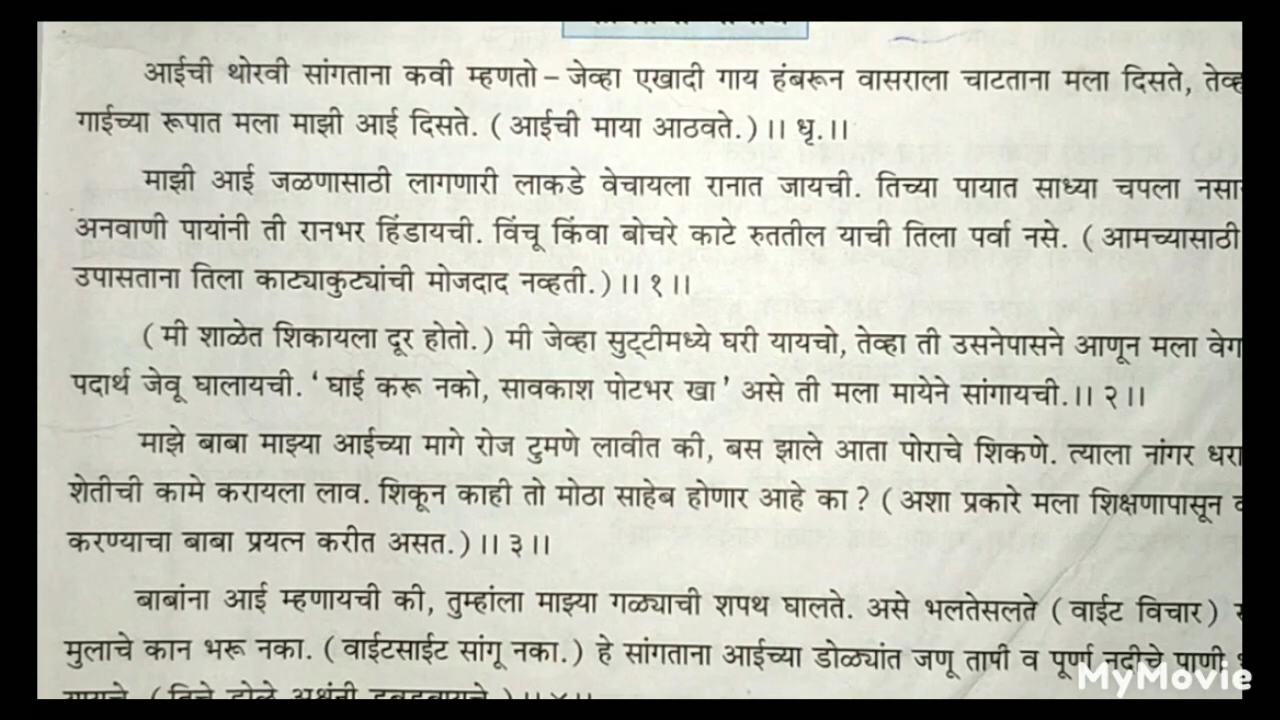 आईची थोरवी सांगताना कवी म्हणतो – जेव्हा एखादी गाय हंबरून वासराला चाटताना मला दिसते,
गाईच्या रूपात मला माझी आई दिसते. ( आईची माया आठवते.) ।। धृ.।।
माझी आई जळणासाठी लागणारी लाकडे वेचायला रानात जायची. तिच्या पायात साध्या चपला
अनवाणी पायांनी ती रानभर हिंडायची. विंचू किंवा बोचरे काटे रुततील याची तिला पर्वा नसे. ( आमच्यासाठी
उपासताना तिला काट्याकुट्यांची मोजदाद नव्हती.) ।। १ ।।
( मी शाळेत शिकायला दूर होतो.) मी जेव्हा सुट्टीमध्ये घरी यायचो, तेव्हा ती उसनेपासने आणून मला
पदार्थ जेवू घालायची. ‘ घाई करू नको, सावकाश पोटभर खा ’ असे ती मला मायेने सांगायची.।। २ ।।
माझे बाबा माझ्या आईच्या मागे रोज टुमणे लावीत की, बस झाले आता पोराचे शिकणे. त्याला नांगर
शेतीची कामे करायला लाव. शिकून काही तो मोठा साहेब होणार आहे का ? ( अशा प्रकारे मला शिक्षणापासून
करण्याचा बाबा प्रयत्न करीत असत.) ।। ३ ।।
बाबांना आई म्हणायची की, तुम्हांला माझ्या गळ्याची शपथ घालते. असे भलतेसलते ( वाईट विचार)
मुलाचे कान भरू नका. ( वाईटसाईट सांगू नका.) हे सांगताना आईच्या डोळ्यांत जणू तापी व पूर्णा नदीचे पाणी
MyMovie